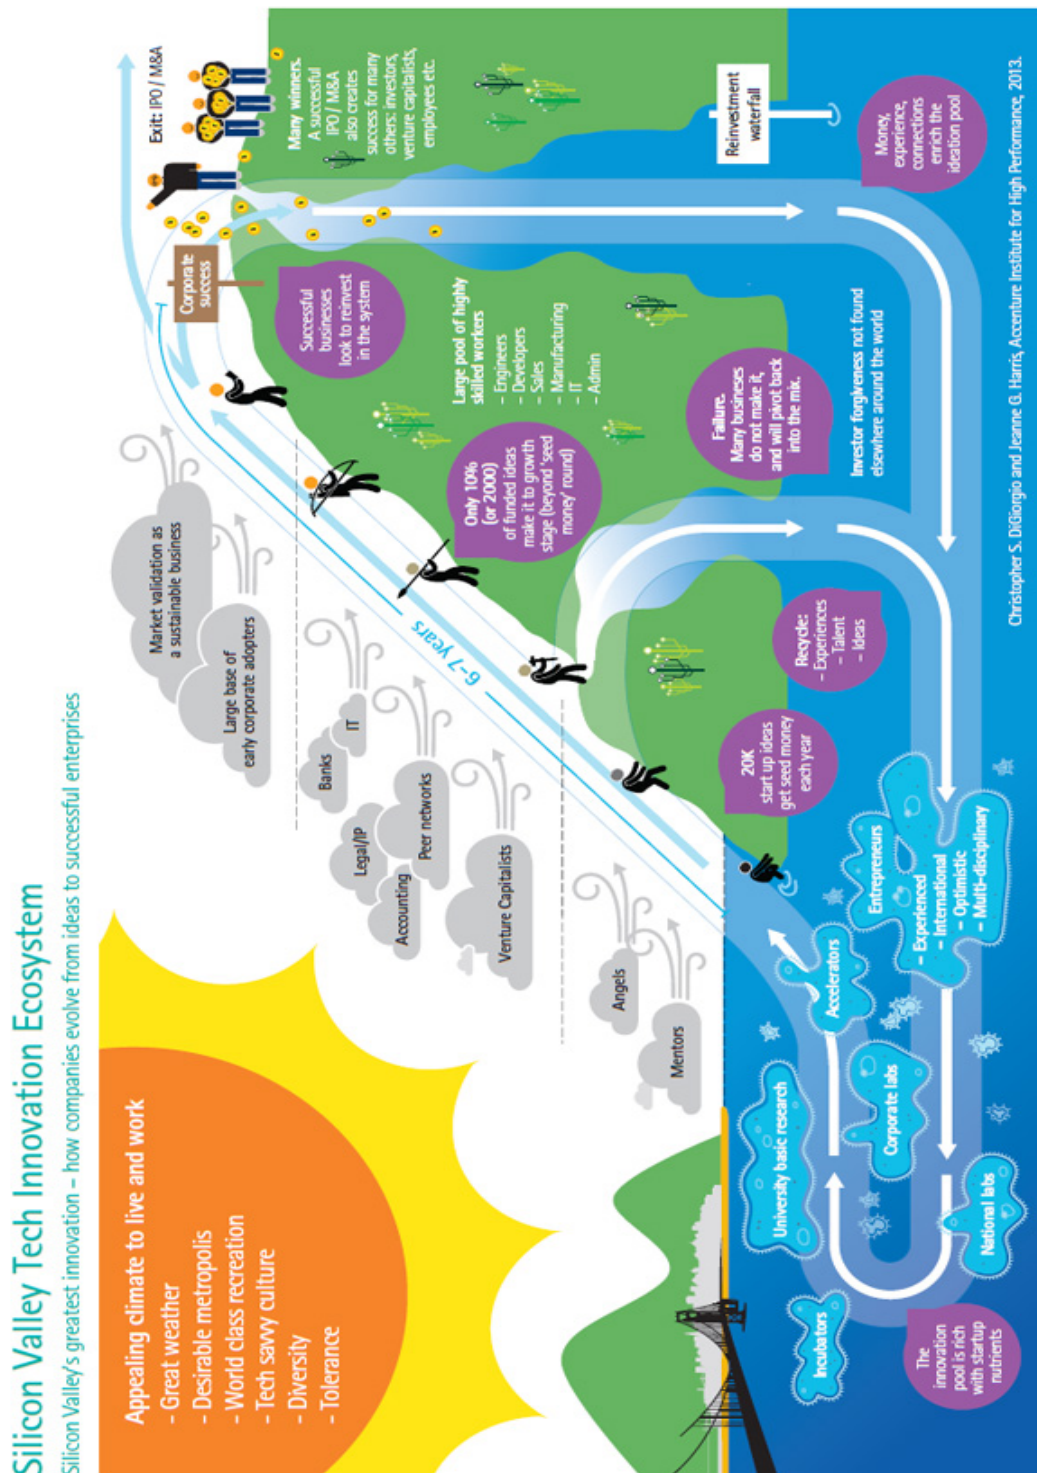 Silicon Valley Tech Innovation Ecosystem
Silicon Valley's greatest innovation – how companies evolve from ideas to successful enterprises
Appealing climate to live and work
– Great weather
– Desirable metropolis
– World class recreation
– Tech savvy culture
– Diversity
– Tolerance
Mentors
Angels
Venture Capitalists
Accounting
Legal/IP
Peer networks
Banks
IT
Large base of
early corporate adopters
Market validation as
a sustainable business
6–7 years
Corporate
success
Exit: IPO / M&A
Many winners.
A successful
IPO / M&A
also creates
success for many
others: investors,
venture capitalists,
employees etc.
Successful
businesses
look to reinvest
in the system
Large pool of highly
skilled workers
– Engineers
– Developers
– Sales
– Manufacturing
– IT
– Admin
Only 10%
(or 2000)
of funded ideas
make it to growth
stage (beyond 'seed
money' round)
Failure.
Many busineses
do not make it,
and will pivot back
into the mix.
Investor forgiveness not found
elsewhere around the world
Reinvestment
waterfall
Money,
experience,
connections
enrich the
ideation pool
20K
start up ideas
get seed money
each year
Recycle:
– Experiences
– Talent
– Ideas
Entrepreneurs
– Experienced
– International
– Optimistic
– Multi-disciplinary
Accelerators
University basic research
Corporate labs
Incubators
National labs
The
innovation
pool is rich
with startup
nutrients
Christopher S. DiGiorgio and Jeanne G. Harris, Accenture Institute for High Performance, 2013.